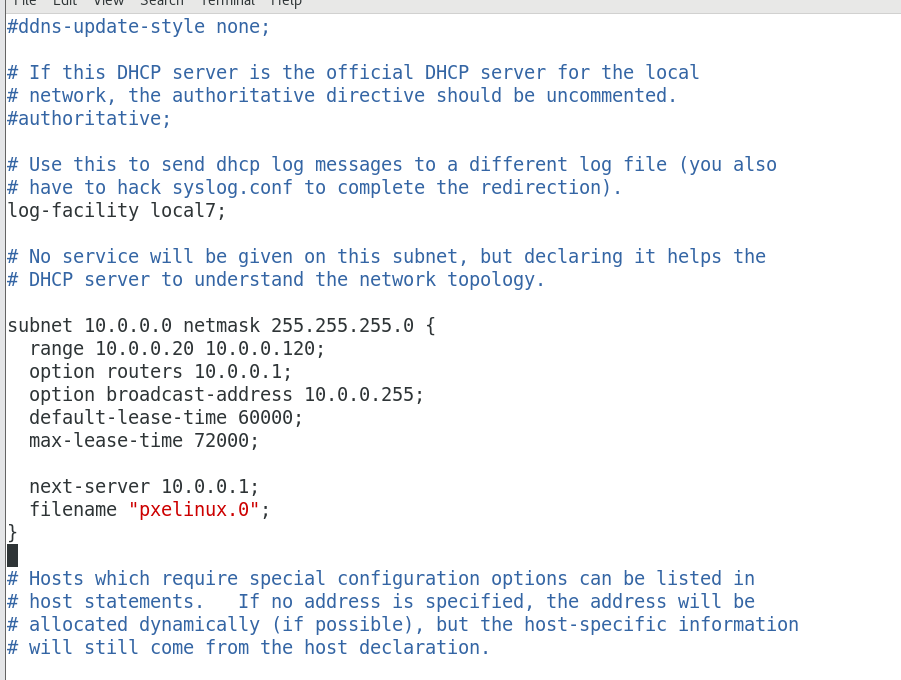 File Edit View Search Terminal Help
#ddns-update-style none;
# If this DHCP server is the official DHCP server for the local
# network, the authoritative directive should be uncommented.
#authoritative;
# Use this to send dhcp log messages to a different log file (you also
# have to hack syslog.conf to complete the redirection).
log-facility local7;
# No service will be given on this subnet, but declaring it helps the
# DHCP server to understand the network topology.
subnet 10.0.0.0 netmask 255.255.255.0 {
  range 10.0.0.20 10.0.0.120;
  option routers 10.0.0.1;
  option broadcast-address 10.0.0.255;
  default-lease-time 60000;
  max-lease-time 72000;
  next-server 10.0.0.1;
  filename "pxelinux.0";
}
# Hosts which require special configuration options can be listed in
# host statements.   If no address is specified, the address will be
# allocated dynamically (if possible), but the host-specific information
# will still come from the host declaration.